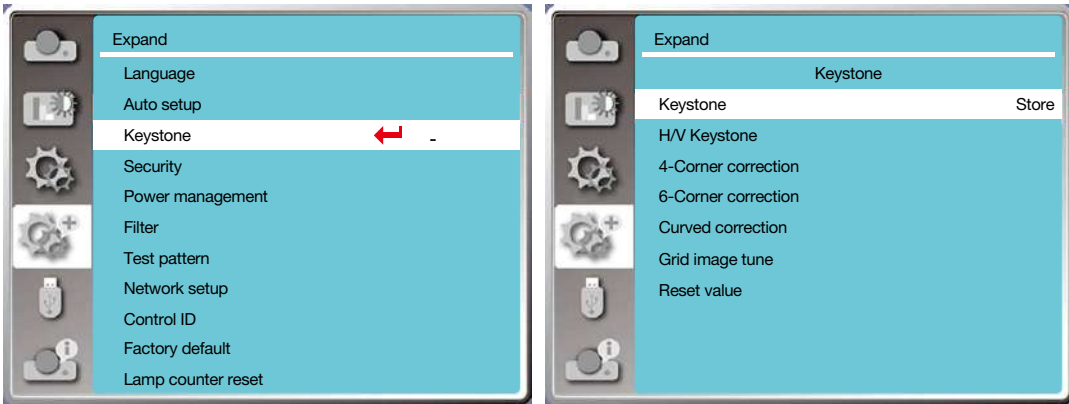 Expand
Language
Auto setup
Keystone -
Security
Power management
Filter
Test pattern
Network setup
Control ID
Factory default
Lamp counter reset
Expand
Keystone
Keystone Store
H/V Keystone
4-Corner correction
6-Corner correction
Curved correction
Grid image tune
Reset value